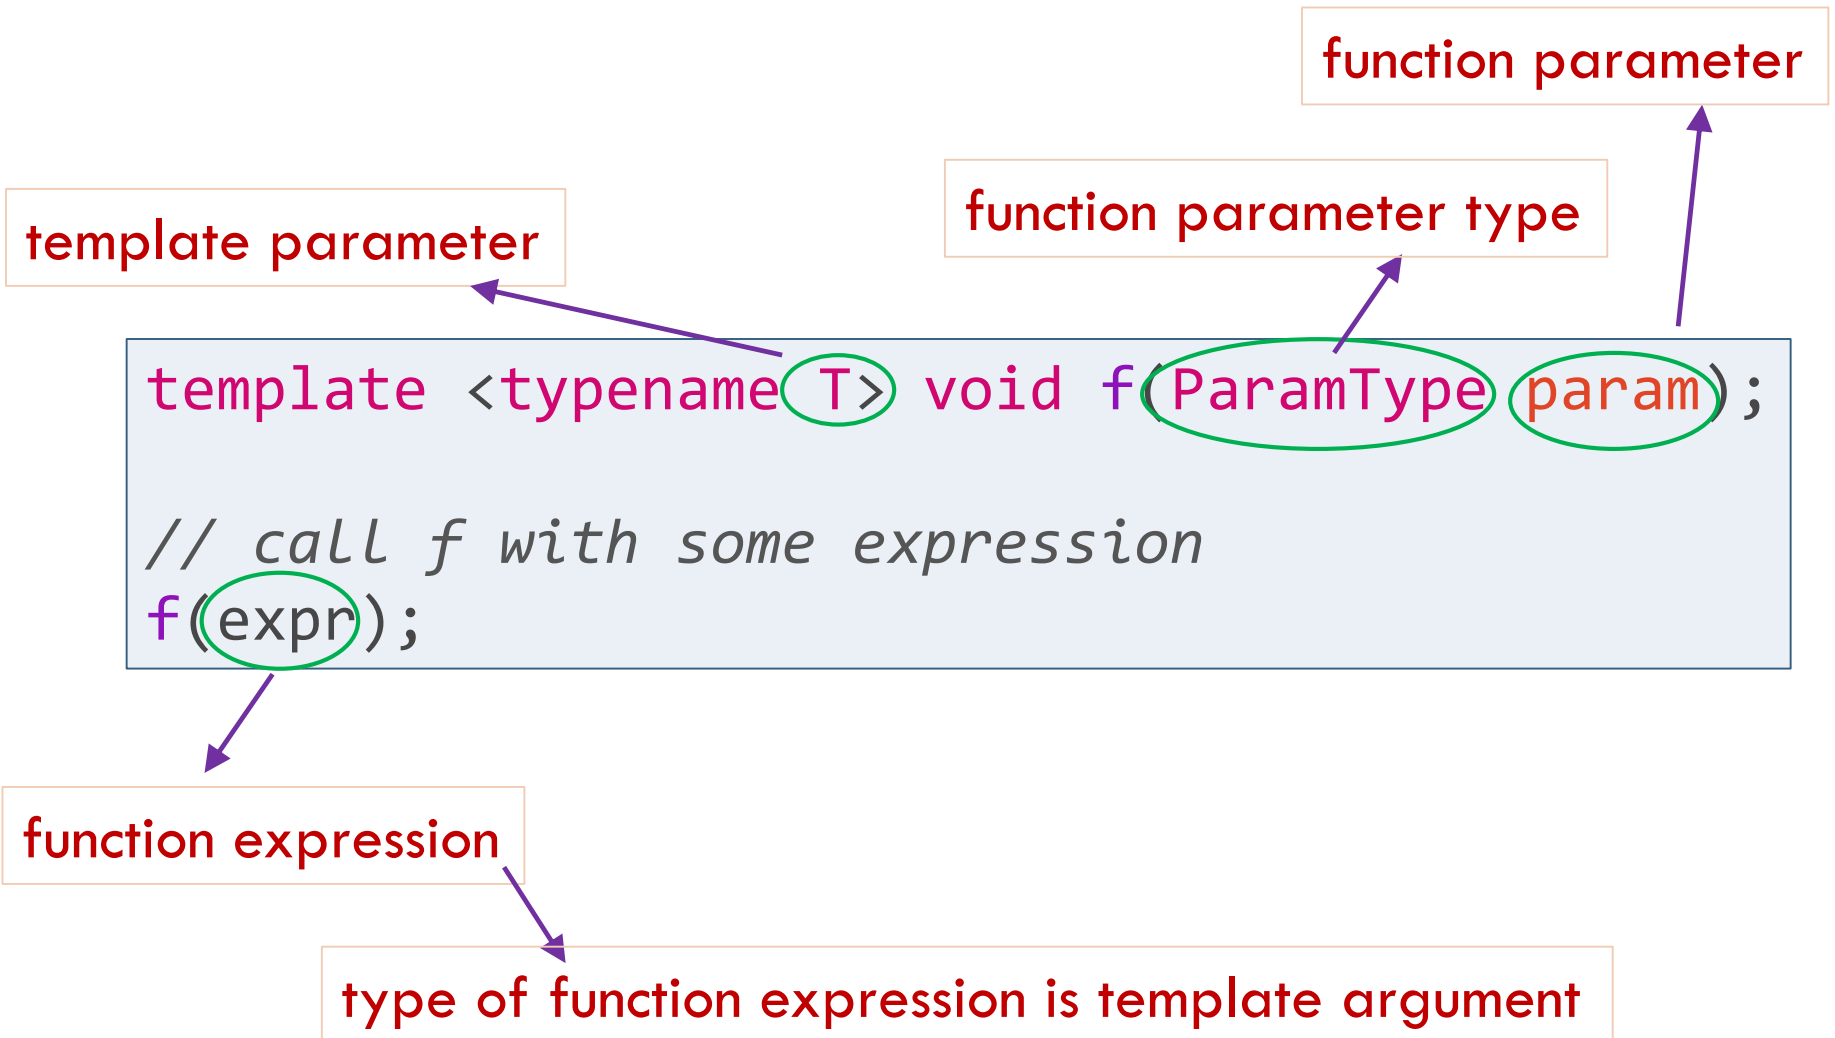 function parameter
function parameter type
template parameter
template <typename T> void f(ParamType param);
// call f with some expression
f(expr);
function expression
type of function expression is template argument